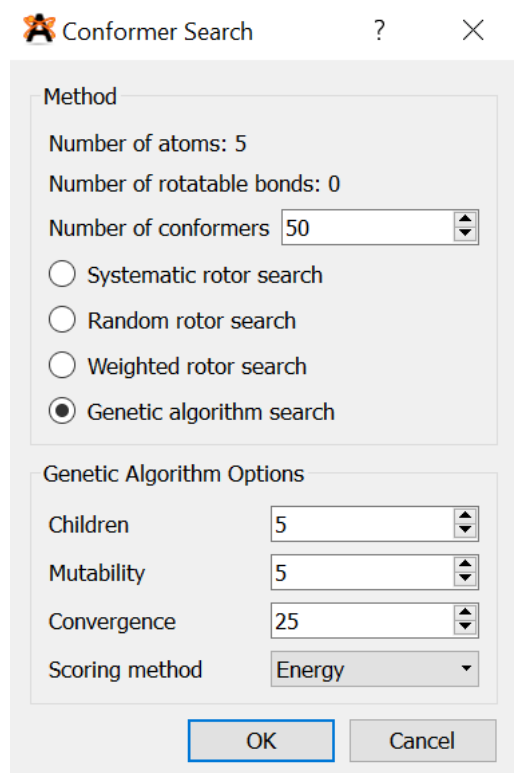 Conformer Search ?
Method
Number of atoms: 5
Number of rotatable bonds: 0
Number of conformers 50
Systematic rotor search
Random rotor search
Weighted rotor search
Genetic algorithm search
Genetic Algorithm Options
Children 5
Mutability 5
Convergence 25
Scoring method Energy
OK Cancel